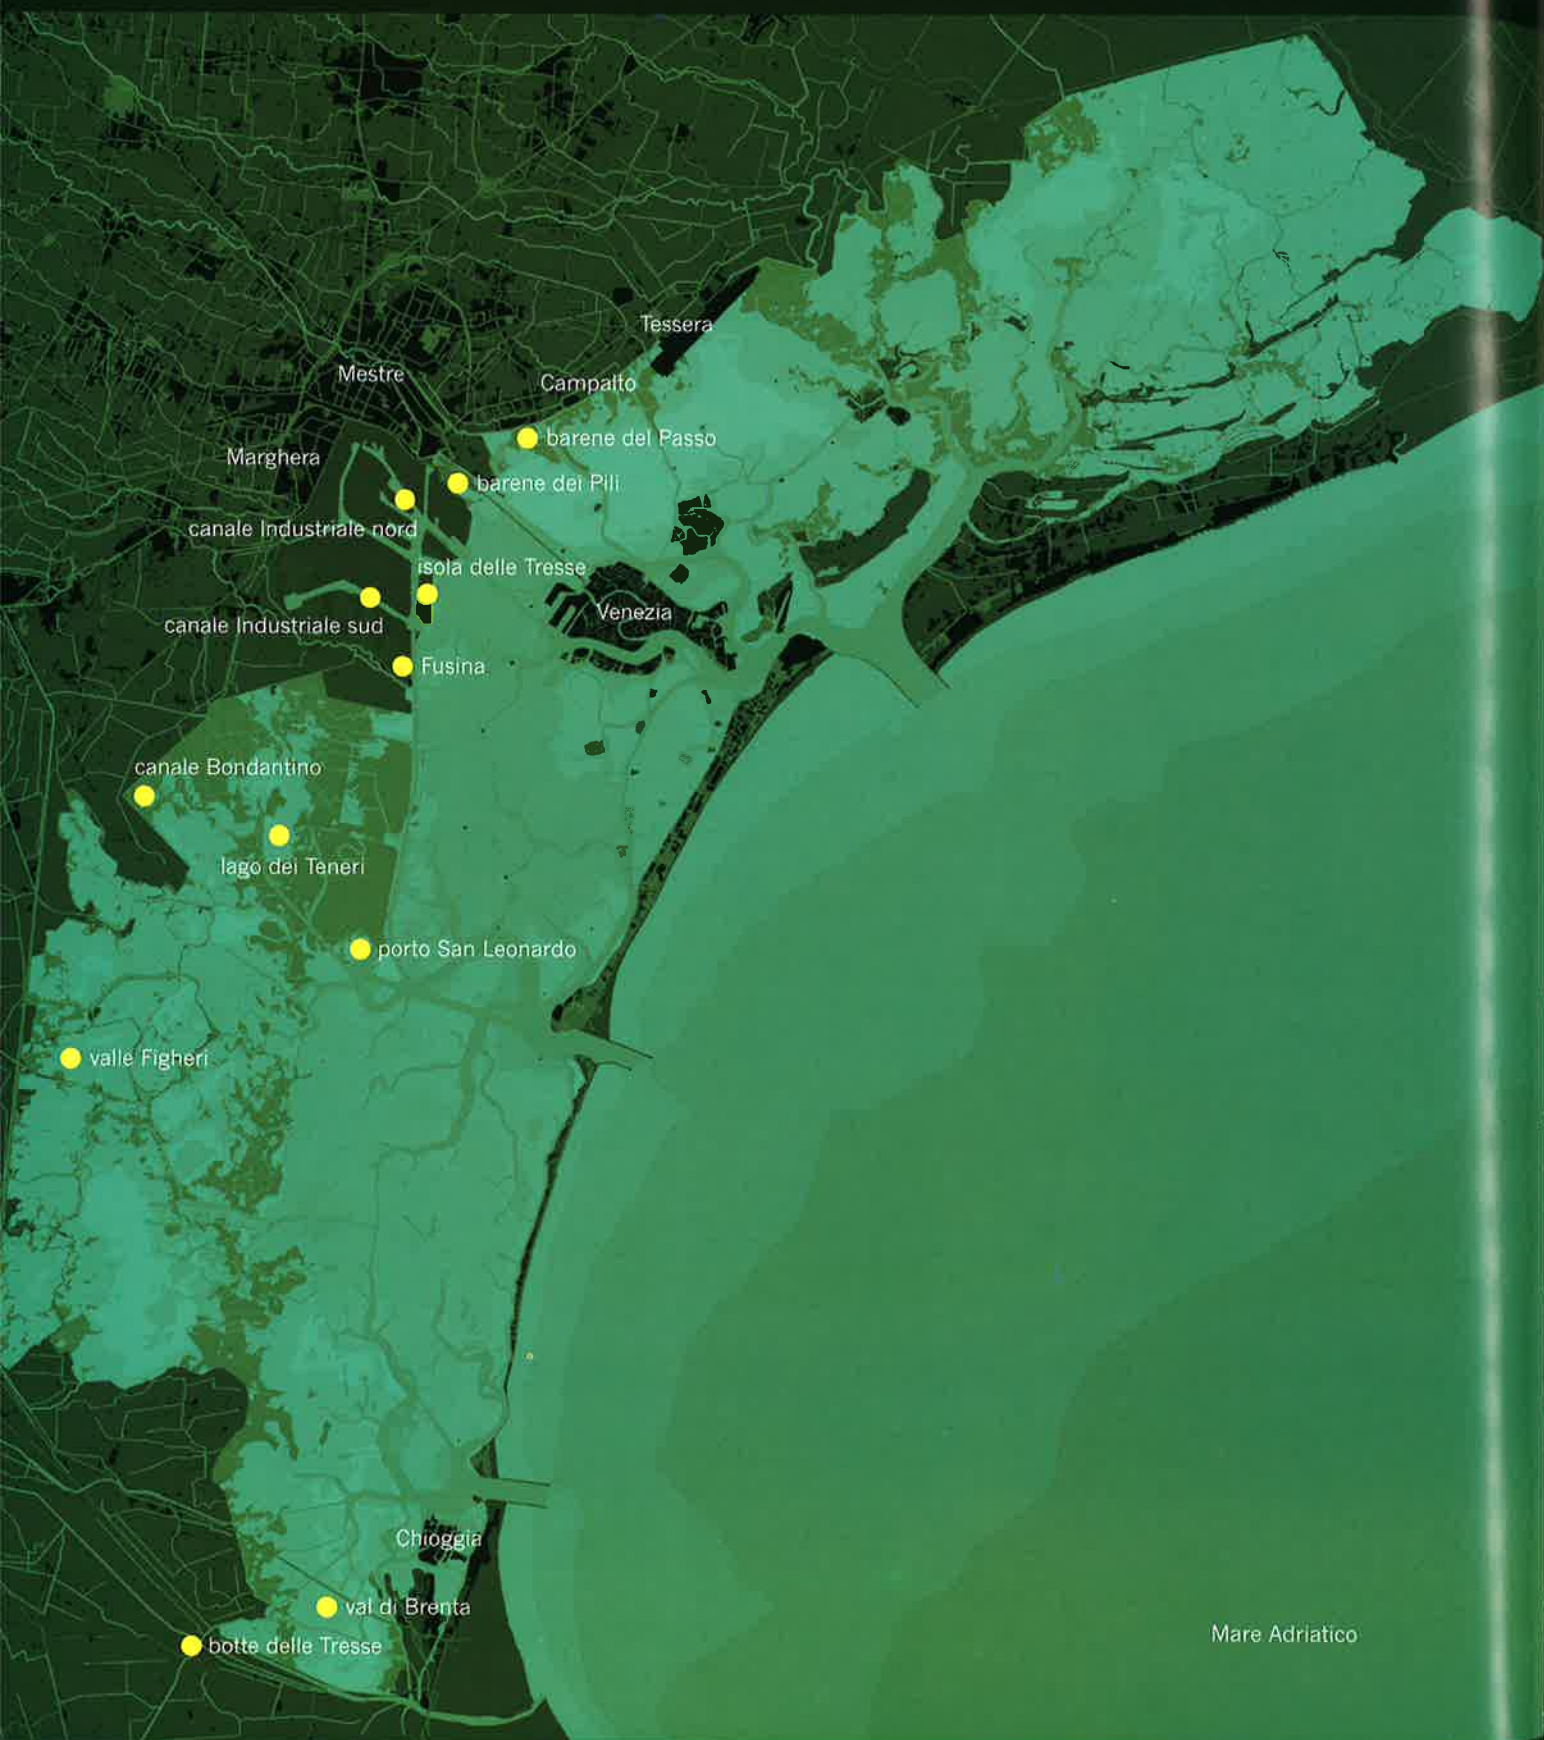 Tessera
Mestre
Campalto
barene del Passo
Marghera
barene dei Pili
canale Industriale nord
isola delle Tresse
Venezia
canale Industriale sud
Fusina
canale Bondantino
lago dei Teneri
porto San Leonardo
valle Figheri
Chioggia
val di Brenta
Mare Adriatico
botte delle Tresse